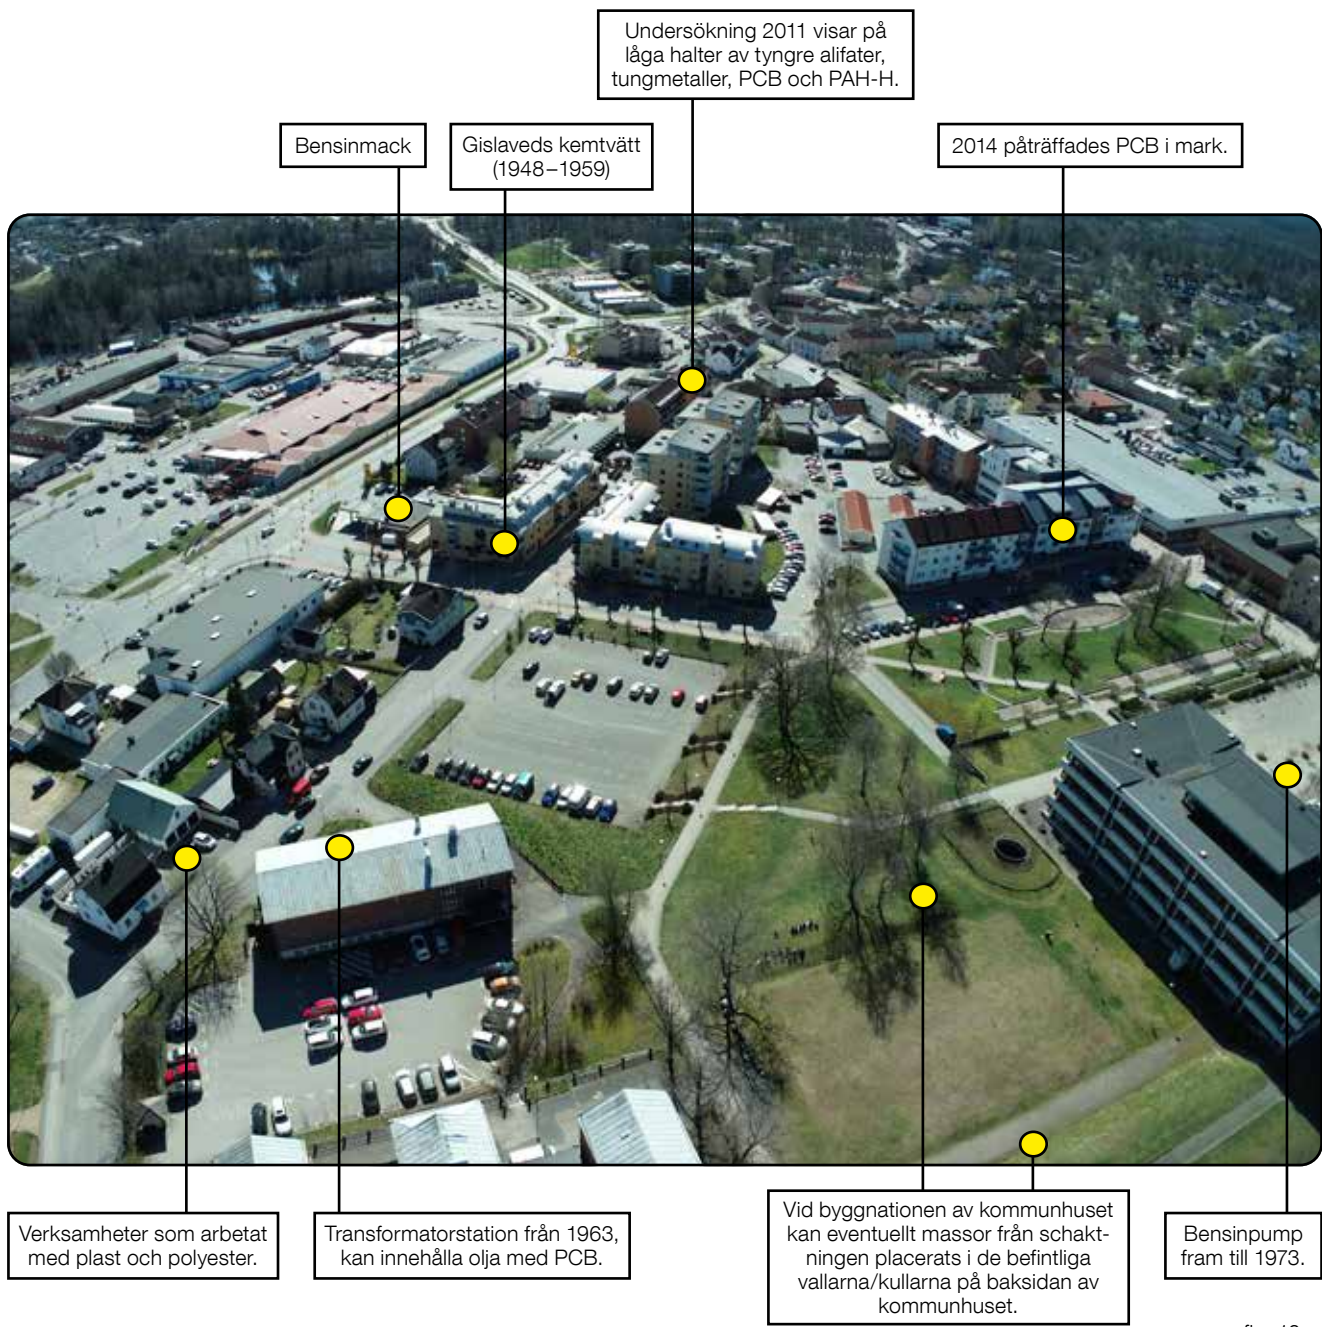 Undersökning 2011 visar på
låga halter av tyngre alifater,
tungmetaller, PCB och PAH-H.
Bensinmack
Gislaveds kemtvätt
(1948–1959)
2014 påträffades PCB i mark.
Verksamheter som arbetat
med plast och polyester.
Transformatorstation från 1963,
kan innehålla olja med PCB.
Vid byggnationen av kommunhuset
kan eventuellt massor från schakt-
ningen placerats i de befintliga
vallarna/kullarna på baksidan av
kommunhuset.
Bensinpump
fram till 1973.